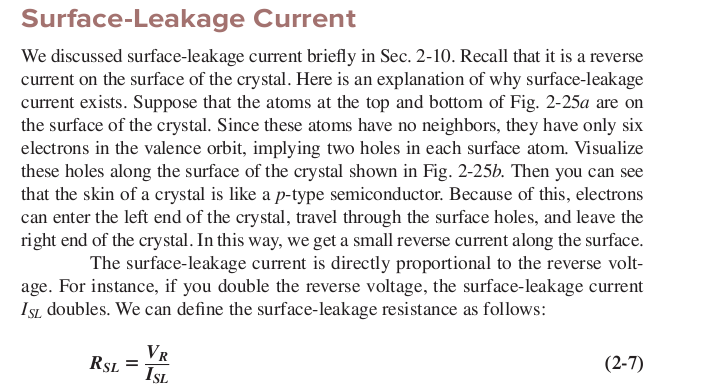 Surface-Leakage Current
We discussed surface-leakage current briefly in Sec. 2-10. Recall that it is a reverse
current on the surface of the crystal. Here is an explanation of why surface-leakage
current exists. Suppose that the atoms at the top and bottom of Fig. 2-25a are on
the surface of the crystal. Since these atoms have no neighbors, they have only six
electrons in the valence orbit, implying two holes in each surface atom. Visualize
these holes along the surface of the crystal shown in Fig. 2-25b. Then you can see
that the skin of a crystal is like a p-type semiconductor. Because of this, electrons
can enter the left end of the crystal, travel through the surface holes, and leave the
right end of the crystal. In this way, we get a small reverse current along the surface.
The surface-leakage current is directly proportional to the reverse volt-
age. For instance, if you double the reverse voltage, the surface-leakage current
I_SL doubles. We can define the surface-leakage resistance as follows:
R_SL = V_R / I_SL (2-7)